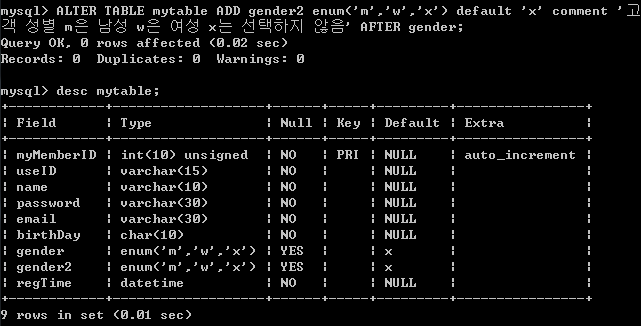 mysql> ALTER TABLE mytable ADD gender2 enum('m','w','x') default 'x' comment '고
객 성별 m은 남성 w은 여성 x는 선택하지 않음' AFTER gender;
Query OK, 0 rows affected (0.02 sec)
Records: 0  Duplicates: 0  Warnings: 0
mysql> desc mytable;
+------------+-------------------+------+-----+---------+----------------+
| Field      | Type              | Null | Key | Default | Extra          |
+------------+-------------------+------+-----+---------+----------------+
| myMemberID | int(10) unsigned  | NO   | PRI | NULL    | auto_increment |
| useID      | varchar(15)       | NO   |     | NULL    |                |
| name       | varchar(10)       | NO   |     | NULL    |                |
| password   | varchar(30)       | NO   |     | NULL    |                |
| email      | varchar(30)       | NO   |     | NULL    |                |
| birthDay   | char(10)          | NO   |     | NULL    |                |
| gender     | enum('m','w','x') | YES  |     | x       |                |
| gender2    | enum('m','w','x') | YES  |     | x       |                |
| regTime    | datetime          | NO   |     | NULL    |                |
+------------+-------------------+------+-----+---------+----------------+
9 rows in set (0.01 sec)